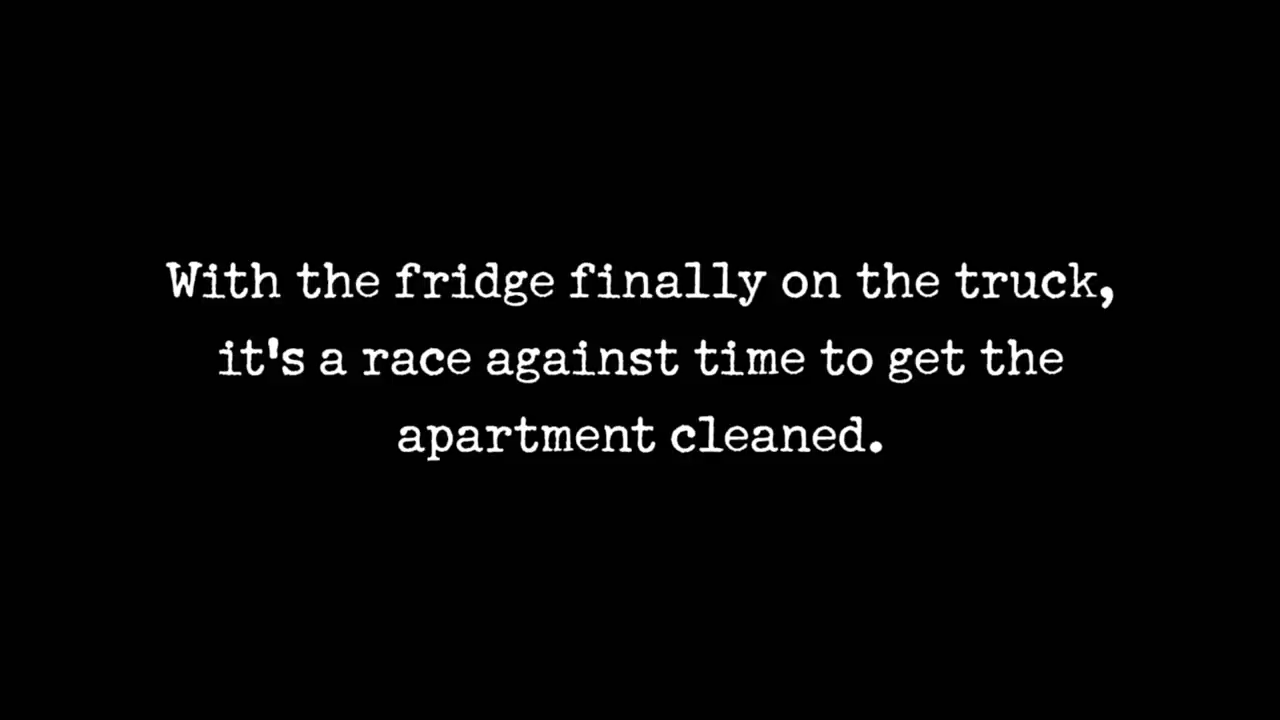 With the fridge finally on the truck,
it's a race against time to get the
apartment cleaned.